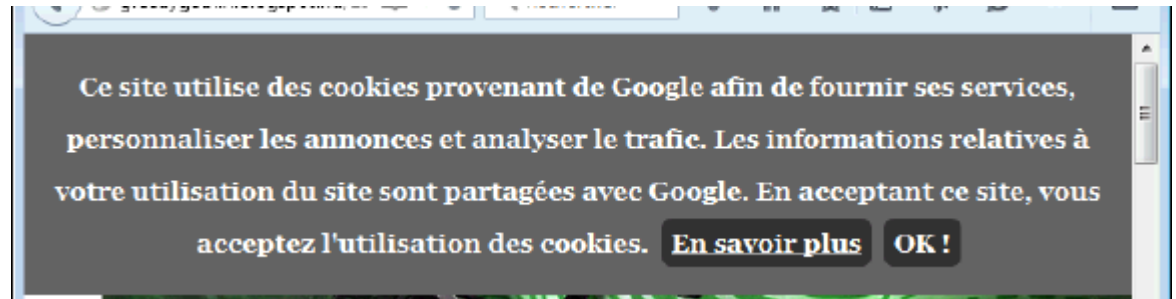 Ce site utilise des cookies provenant de Google afin de fournir ses services,
personnaliser les annonces et analyser le trafic. Les informations relatives à
votre utilisation du site sont partagées avec Google. En acceptant ce site, vous
acceptez l'utilisation des cookies. En savoir plus OK !